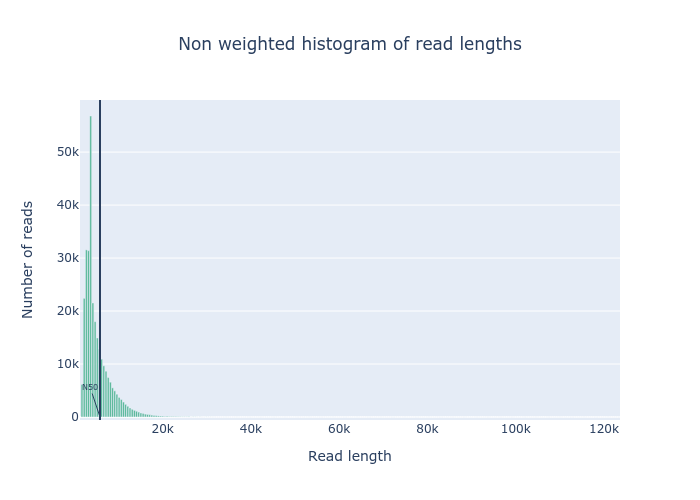 Non weighted histogram of read lengths
Number of reads
50k
40k
30k
20k
10k
0
N50
20k
40k
60k
80k
100k
120k
Read length